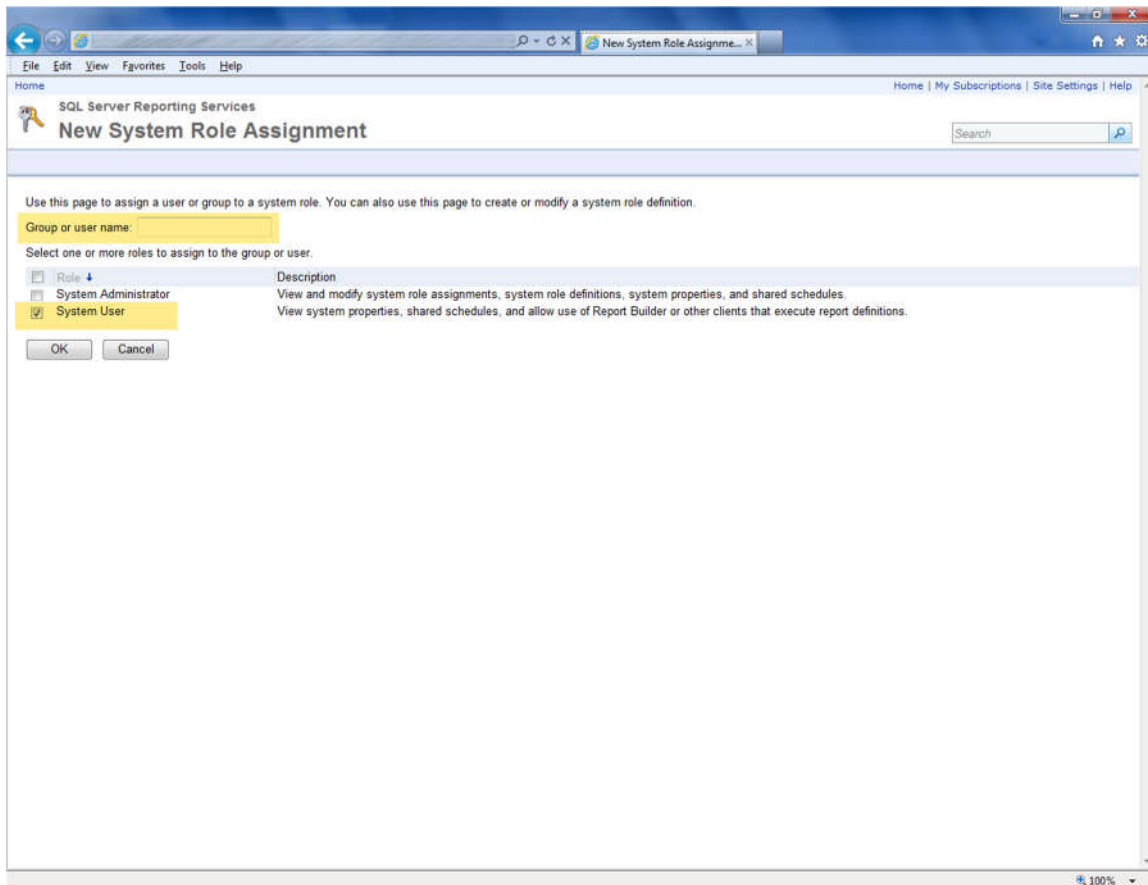 New System Role Assignme...
File Edit View Favorites Tools Help
Home
Home | My Subscriptions | Site Settings | Help
SQL Server Reporting Services
New System Role Assignment
Search
Use this page to assign a user or group to a system role. You can also use this page to create or modify a system role definition.
Group or user name:
Select one or more roles to assign to the group or user.
Role Description
System Administrator View and modify system role assignments, system role definitions, system properties, and shared schedules.
System User View system properties, shared schedules, and allow use of Report Builder or other clients that execute report definitions.
OK Cancel
100%